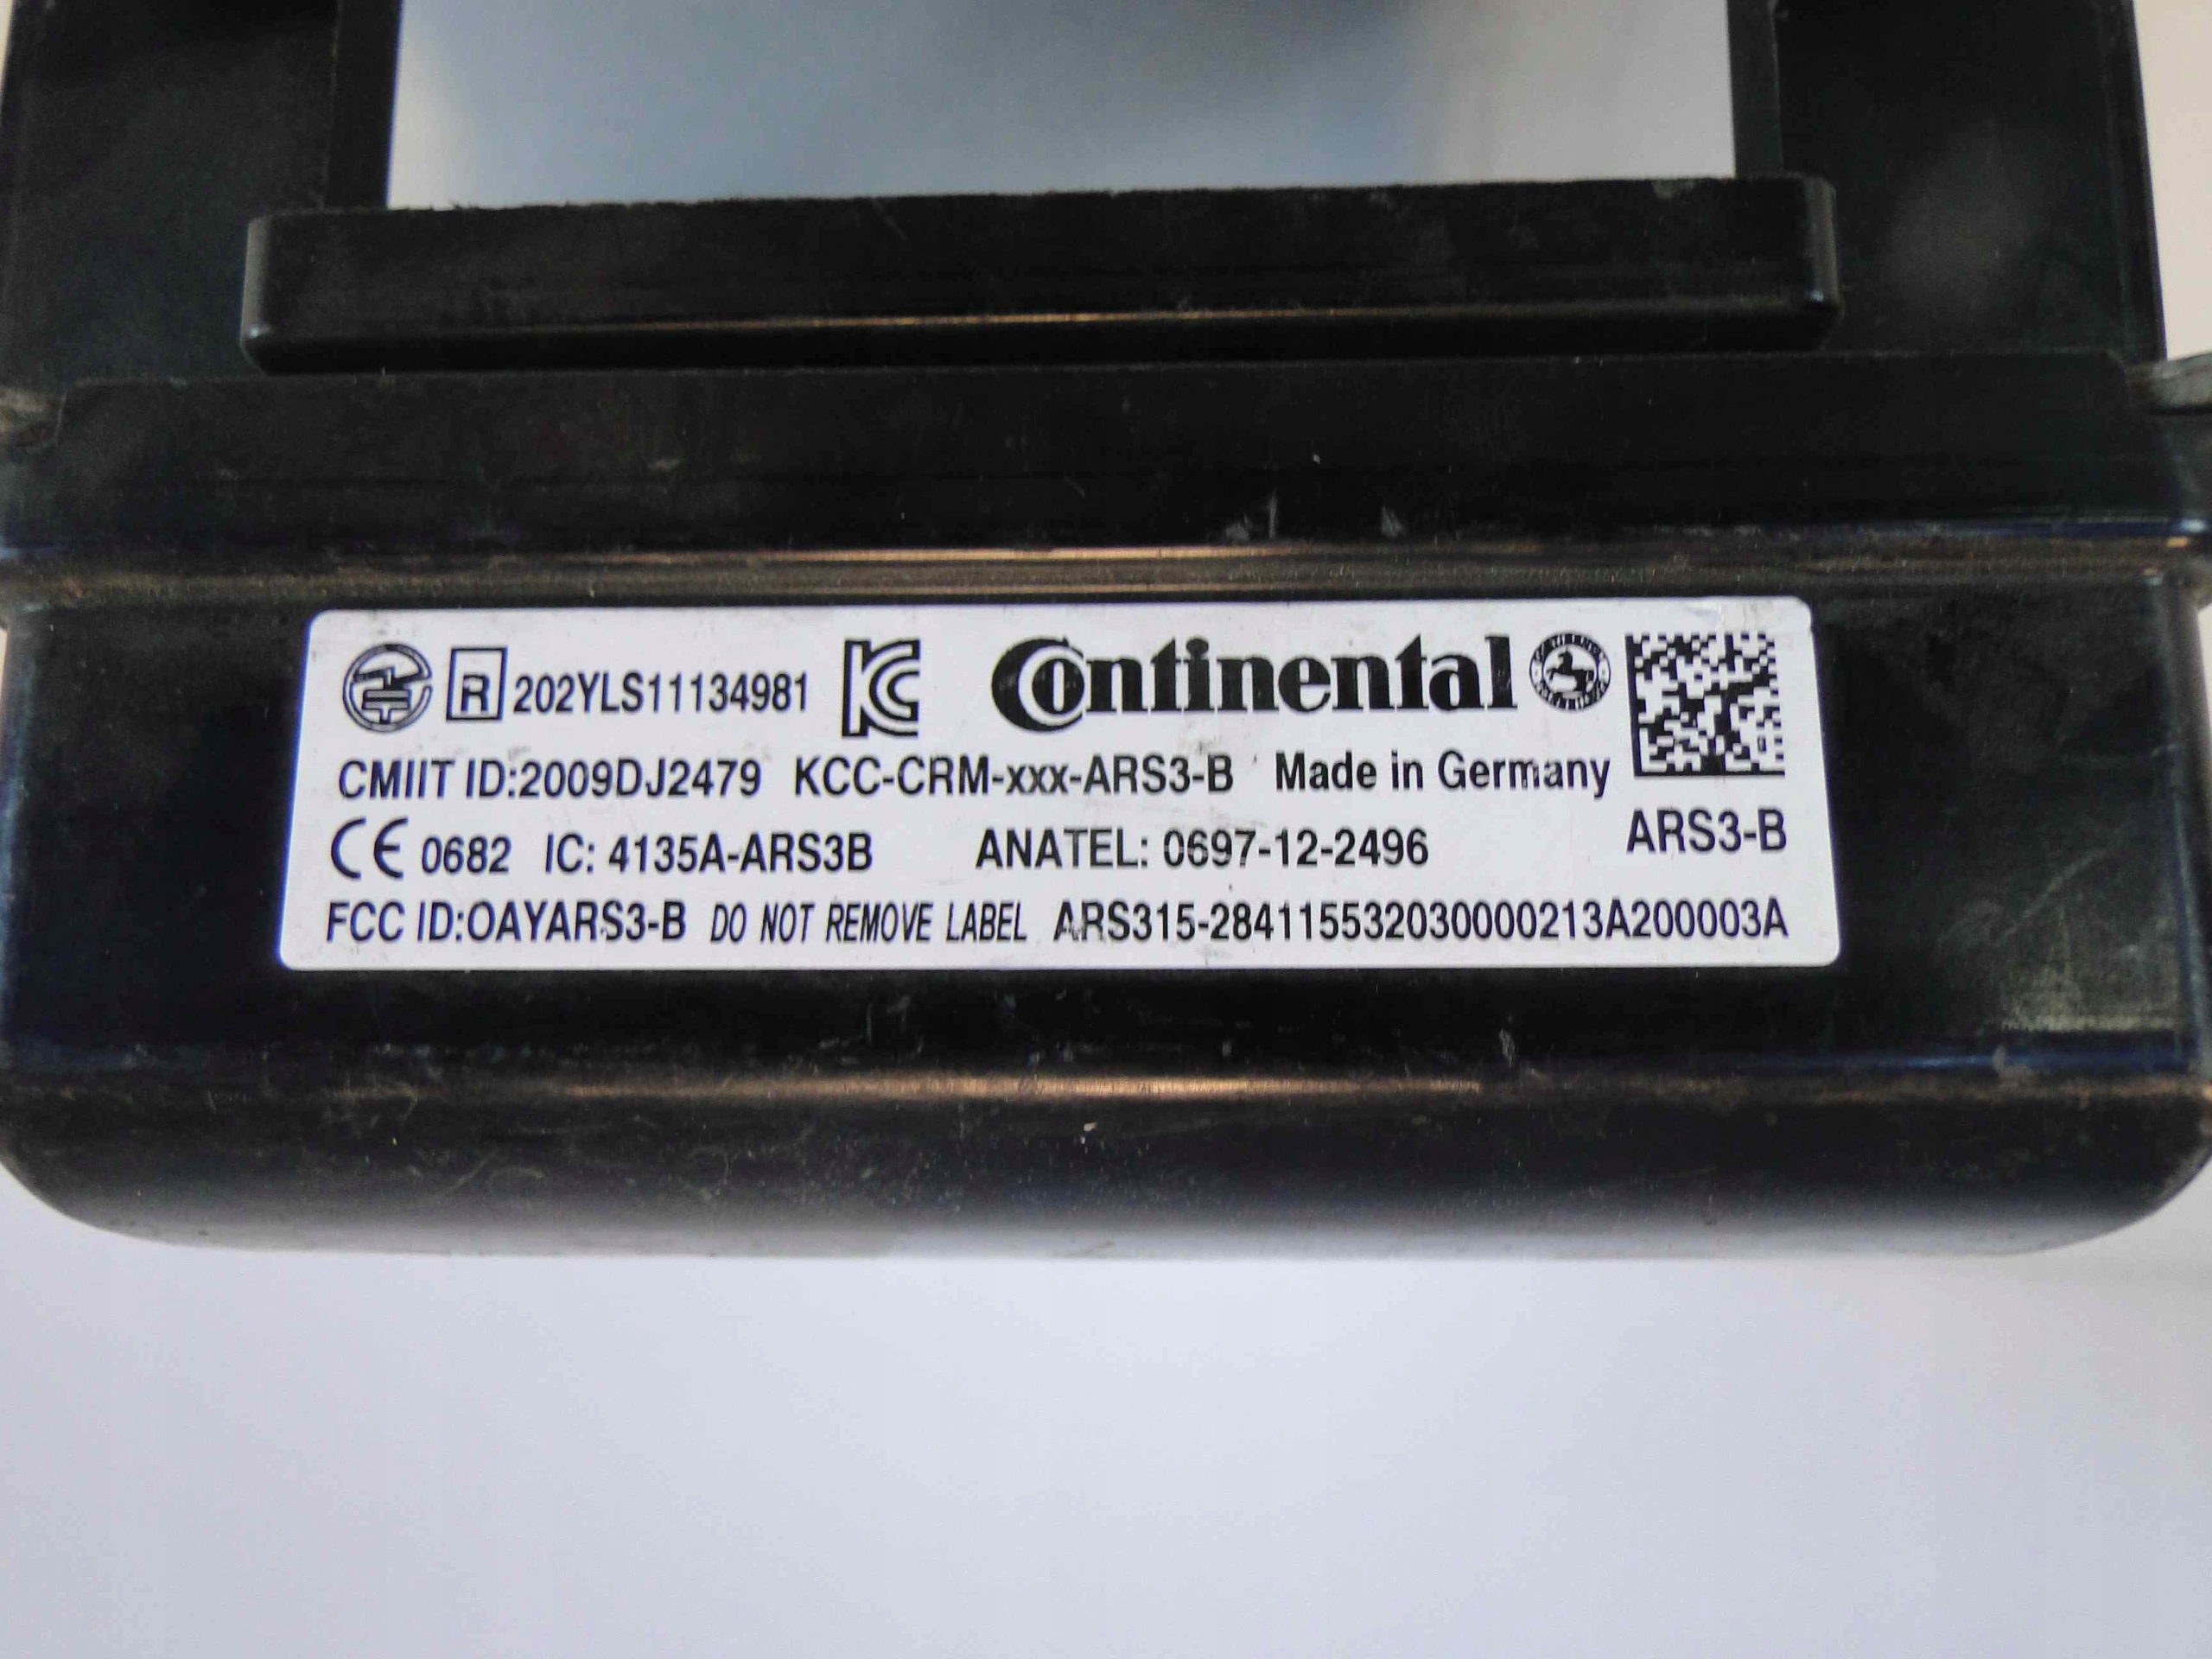 R 202YLS11134981 Continental
CMIIT ID:2009DJ2479 KCC-CRM-xxx-ARS3-B Made in Germany
CE 0682 IC: 4135A-ARS3B ANATEL: 0697-12-2496 ARS3-B
FCC ID:OAYARS3-B DO NOT REMOVE LABEL ARS315-284115532030000213A200003A